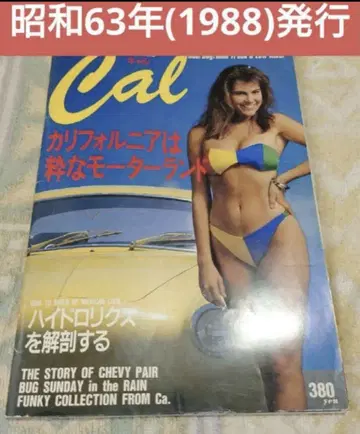 昭和63年(1988)発行
Cal
カリフォルニアは
粋なモーターランド
ハイドロリクス
を解剖する
THE STORY OF CHEVY PAIR
BUG SUNDAY in the RAIN
FUNKY COLLECTION FROM Ca.
380